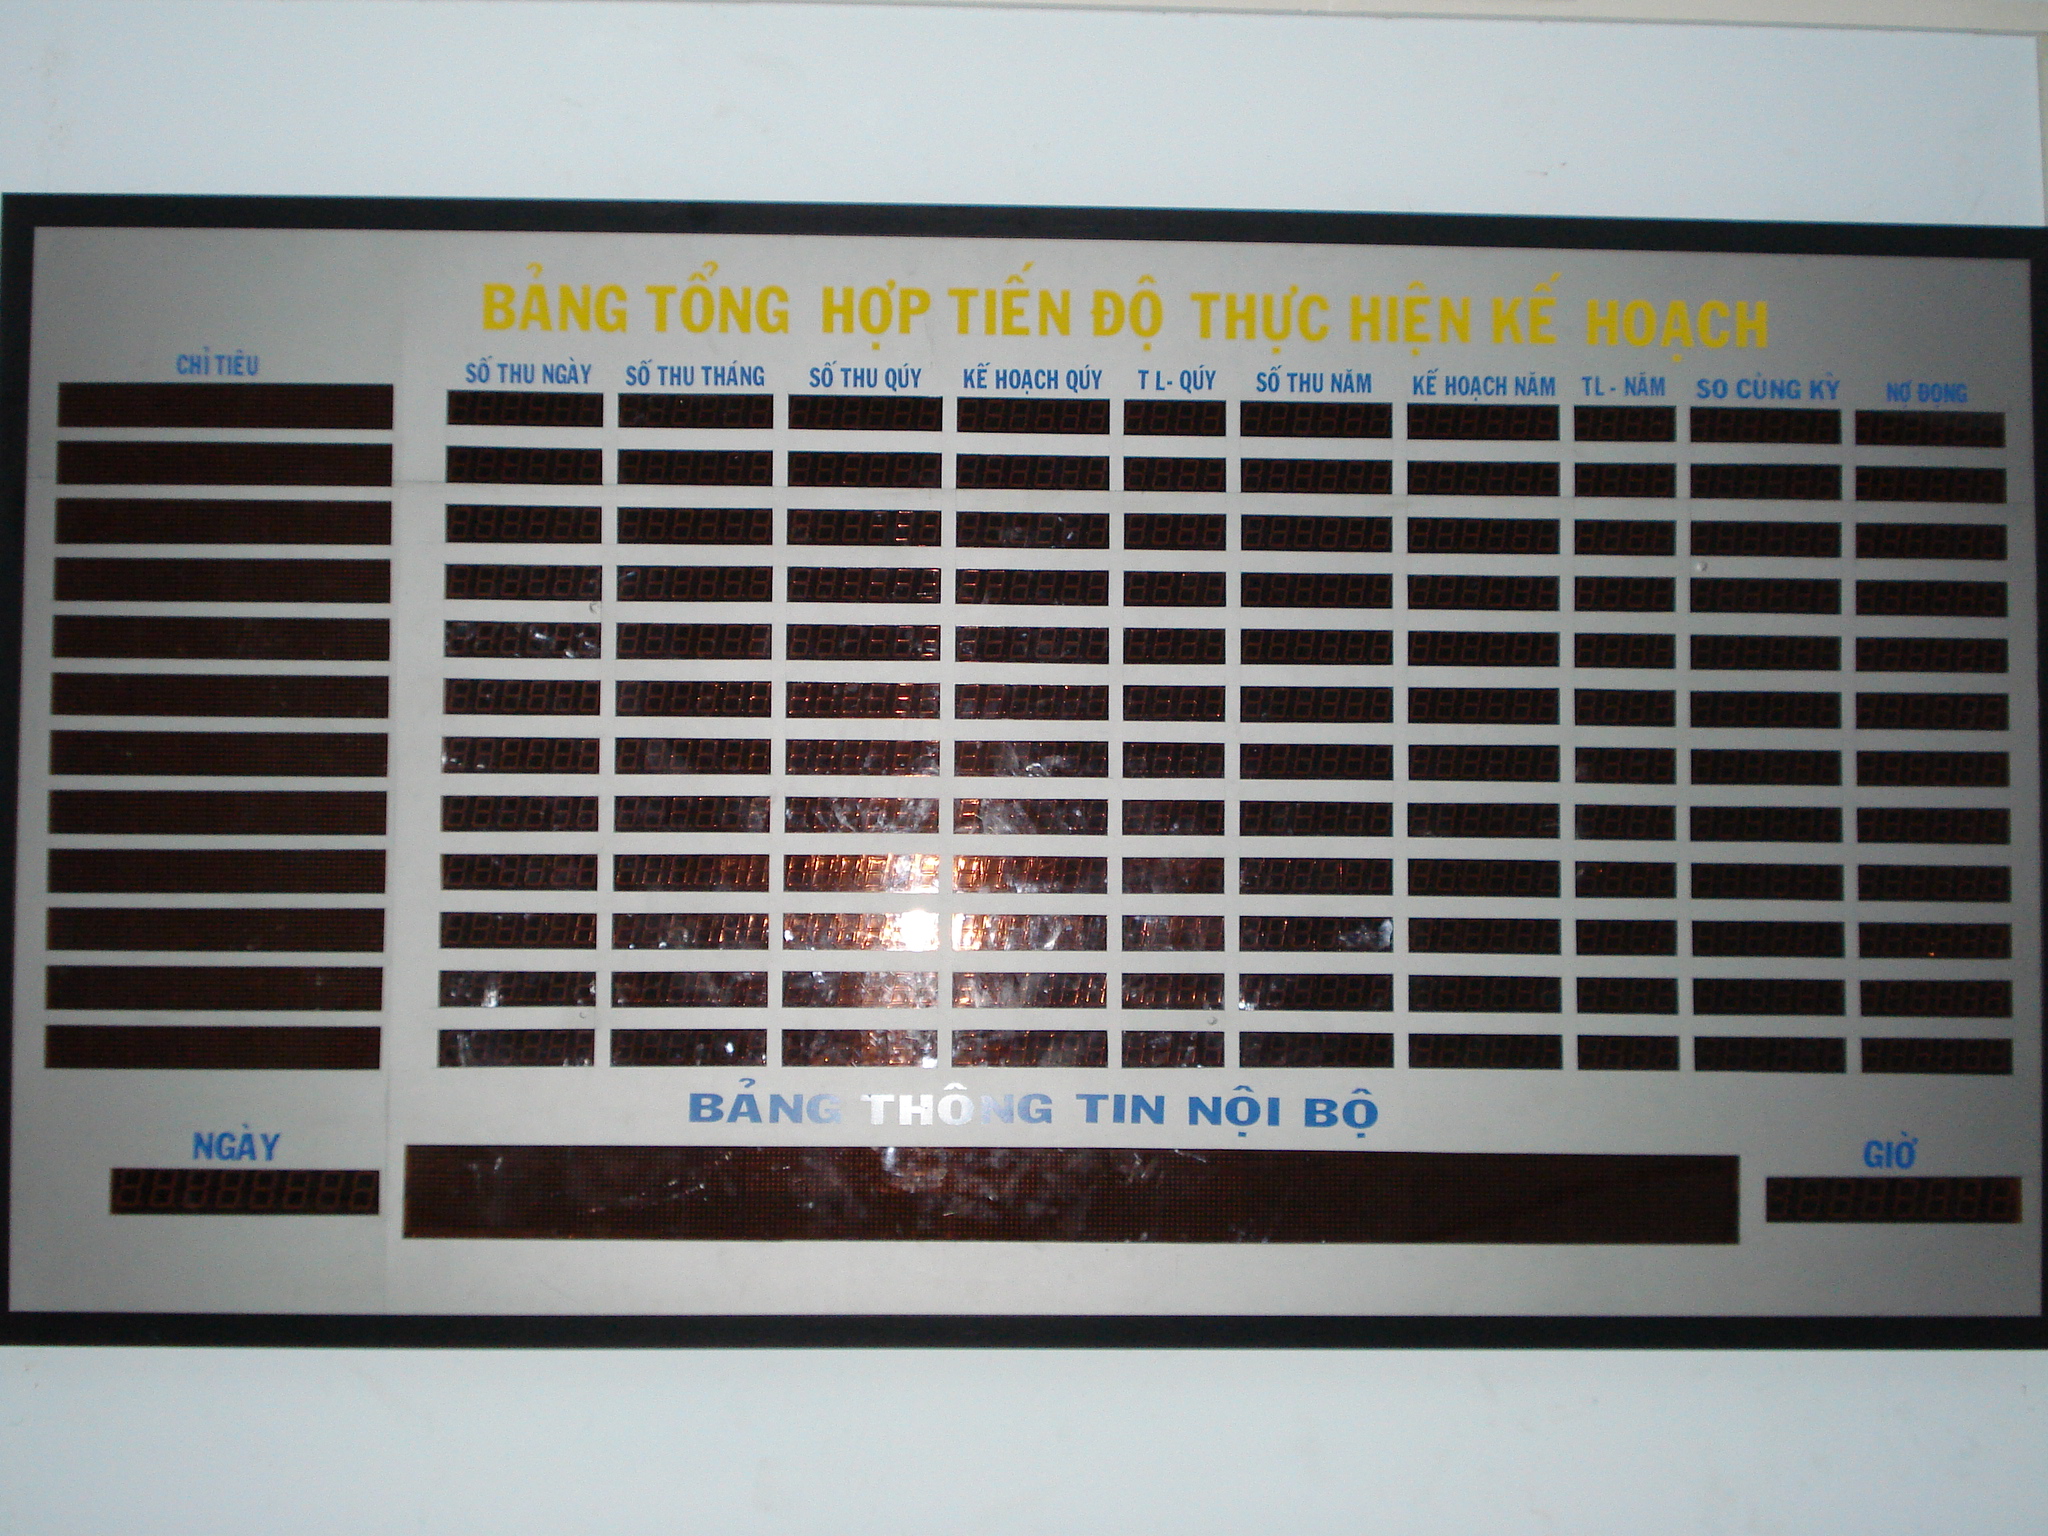 BẢNG TỔNG HỢP TIẾN ĐỘ THỰC HIỆN KẾ HOẠCH
CHỈ TIÊU SỐ THU NGÀY SỐ THU THÁNG SỐ THU QÚY KẾ HOẠCH QÚY TL- QÚY SỐ THU NĂM KẾ HOẠCH NĂM TL - NĂM SO CÙNG KỲ NỢ ĐỌNG
BẢNG THÔNG TIN NỘI BỘ
NGÀY GIỜ